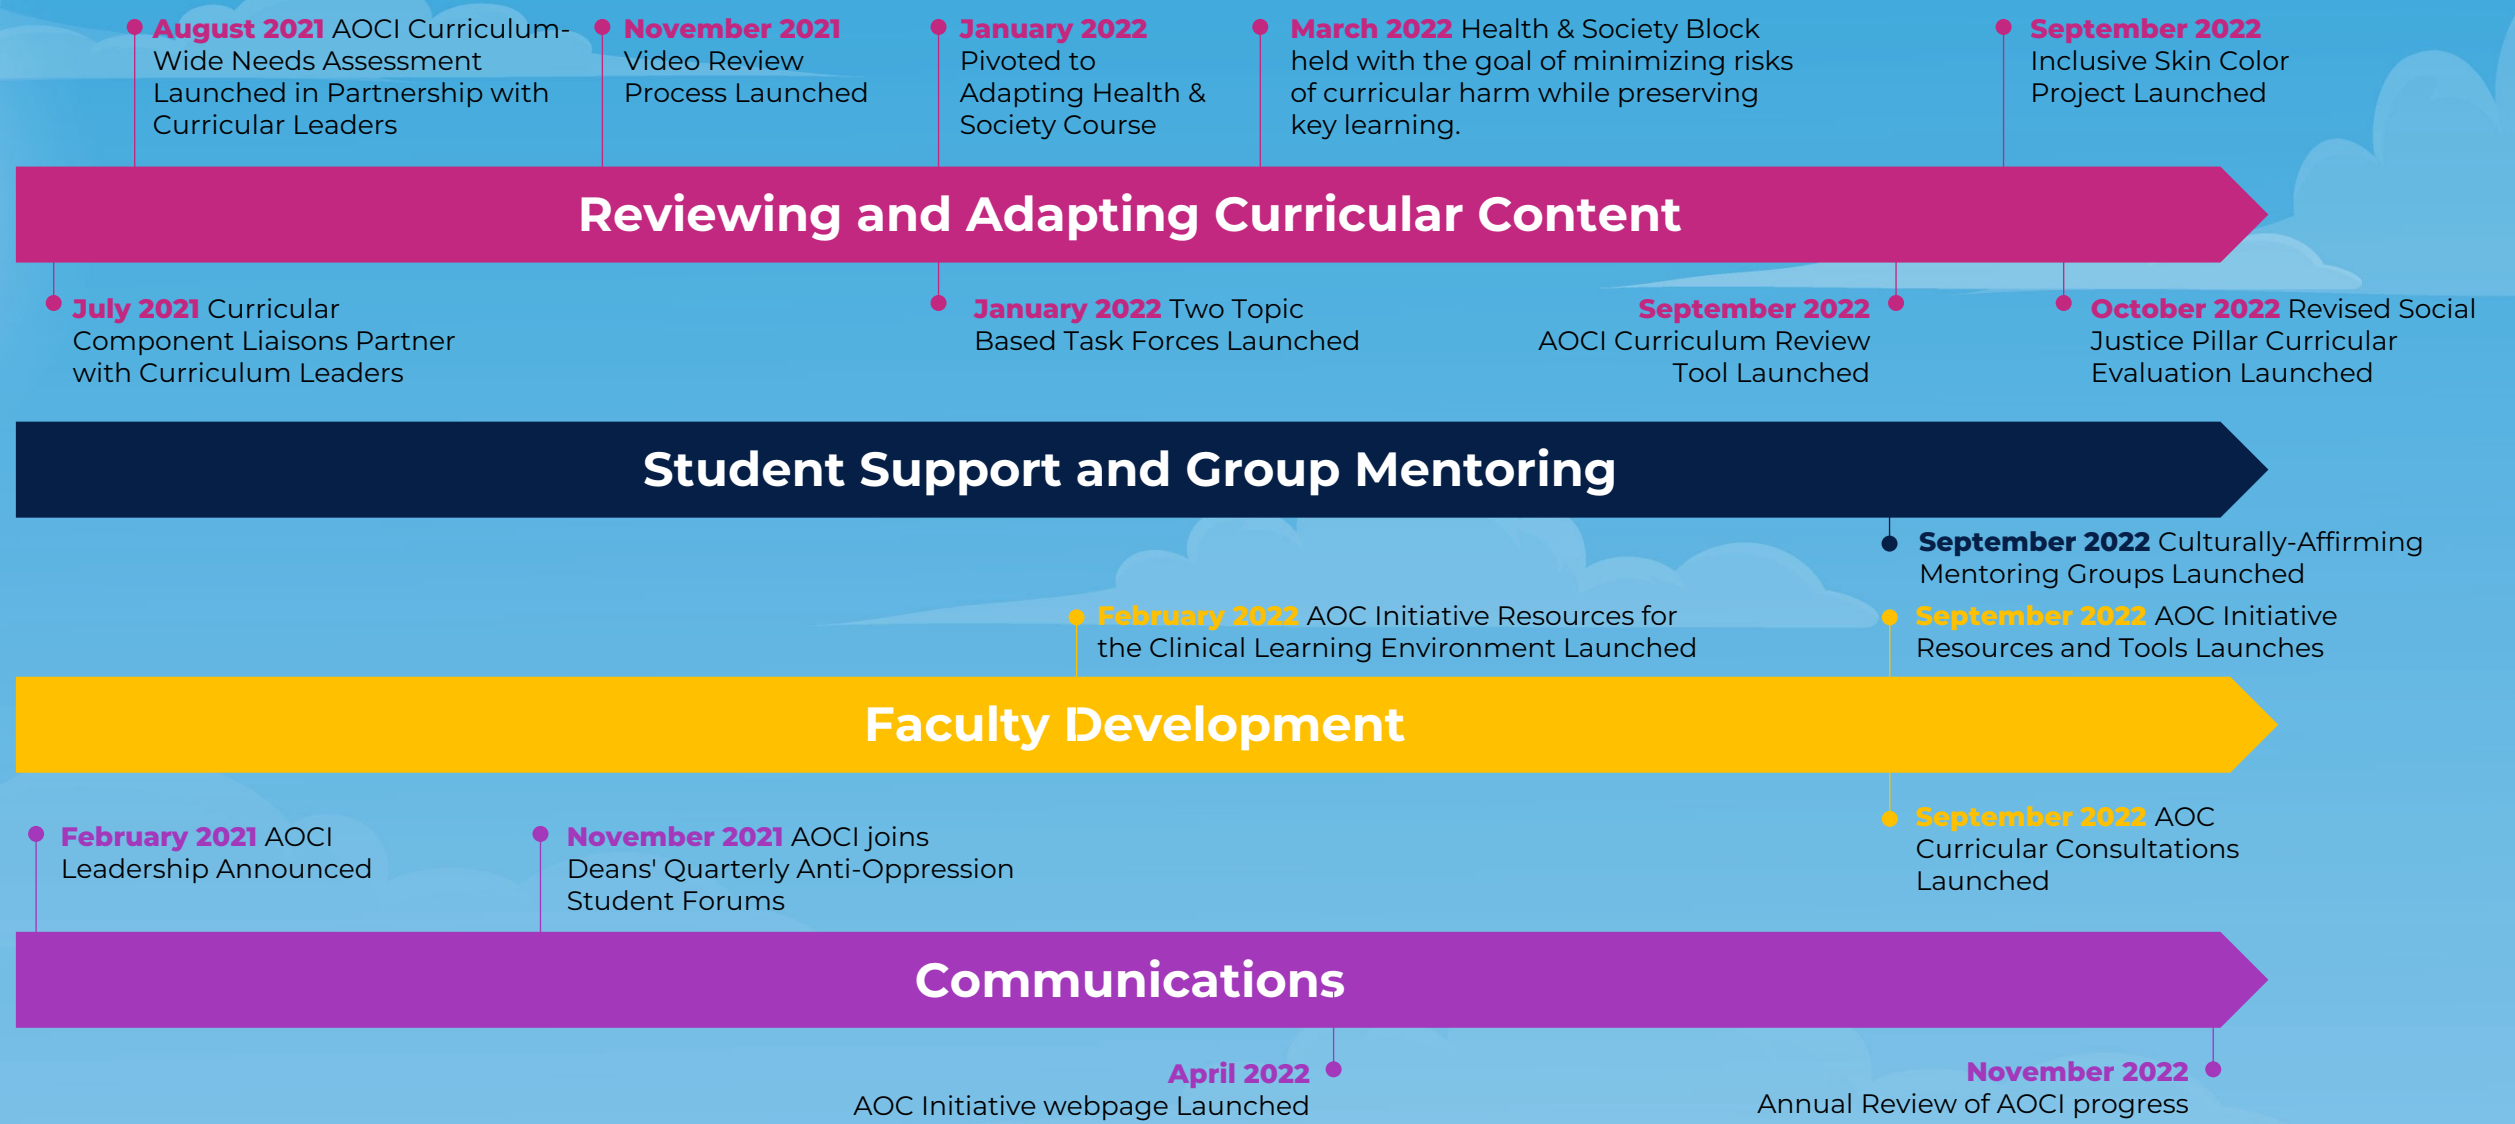 August 2021 AOCI Curriculum-
Wide Needs Assessment
Launched in Partnership with
Curricular Leaders
November 2021
Video Review
Process Launched
January 2022
Pivoted to
Adapting Health &
Society Course
March 2022 Health & Society Block
held with the goal of minimizing risks
of curricular harm while preserving
key learning.
September 2022
Inclusive Skin Color
Project Launched
Reviewing and Adapting Curricular Content
July 2021 Curricular
Component Liaisons Partner
with Curriculum Leaders
January 2022 Two Topic
Based Task Forces Launched
September 2022
AOCI Curriculum Review
Tool Launched
October 2022 Revised Social
Justice Pillar Curricular
Evaluation Launched
Student Support and Group Mentoring
September 2022 Culturally-Affirming
Mentoring Groups Launched
February 2022 AOC Initiative Resources for
the Clinical Learning Environment Launched
September 2022 AOC Initiative
Resources and Tools Launches
Faculty Development
September 2022 AOC
Curricular Consultations
Launched
February 2021 AOCI
Leadership Announced
November 2021 AOCI joins
Deans' Quarterly Anti-Oppression
Student Forums
Communications
April 2022
AOC Initiative webpage Launched
November 2022
Annual Review of AOCI progress